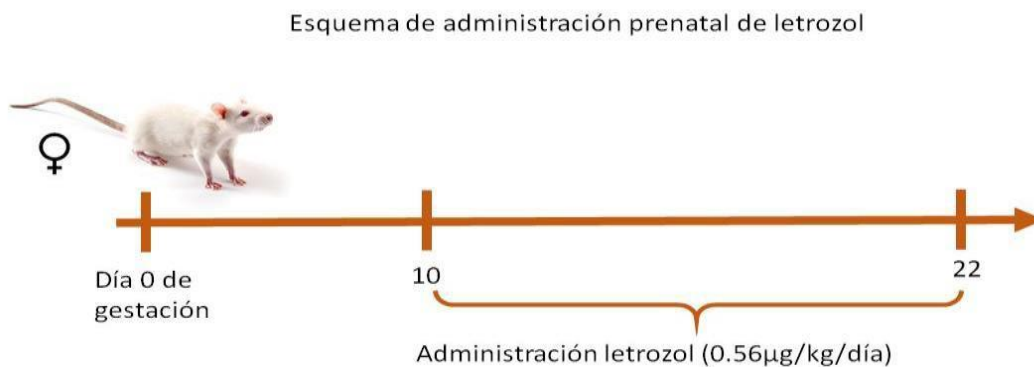 Esquema de administración prenatal de letrozol
Día 0 de
gestación
10
22
Administración letrozol (0.56µg/kg/día)